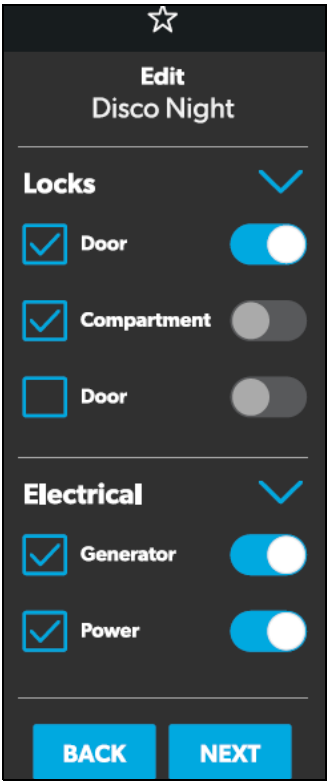 Edit
Disco Night
Locks
Door
Compartment
Door
Electrical
Generator
Power
BACK NEXT